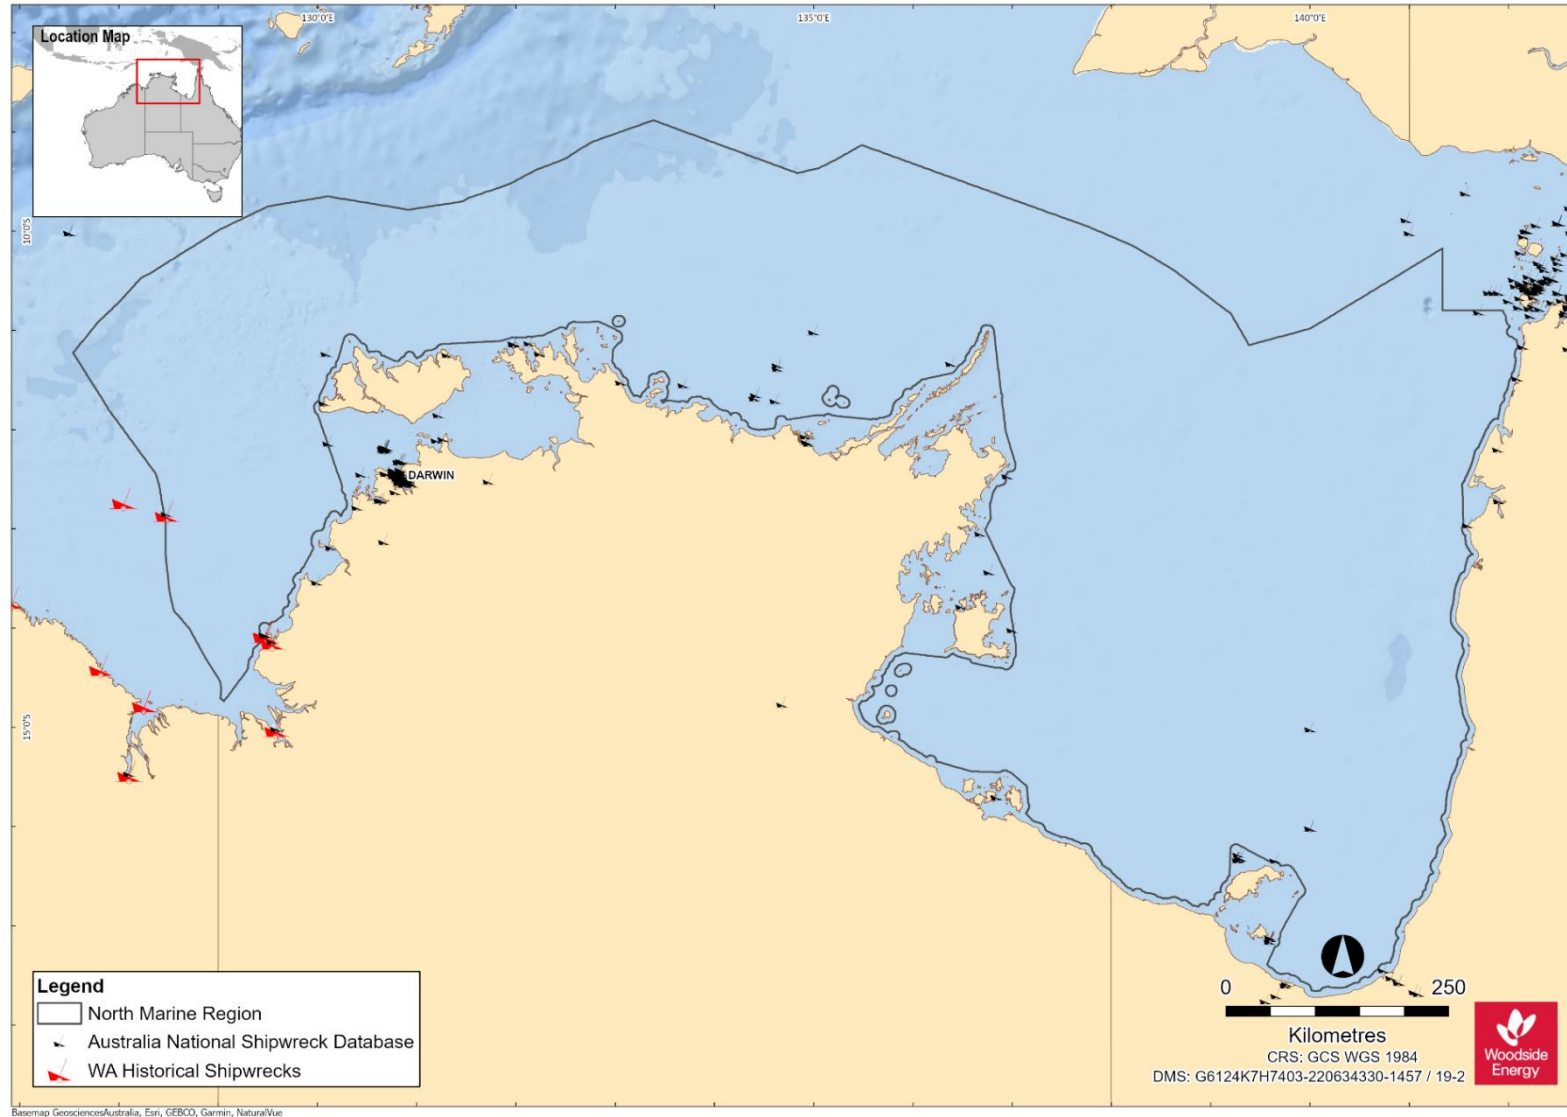 130°0'E
135°0'E
140°0'E
Location Map
10°0'S
DARWIN
15°0'S
Legend
North Marine Region
Australia National Shipwreck Database
WA Historical Shipwrecks
0 250
Kilometres
CRS: GCS WGS 1984
DMS: G6124K7H7403-220634330-1457 / 19-2
Woodside
Energy
Basemap GeosciencesAustralia, Esri, GEBCO, Garmin, NaturalVue